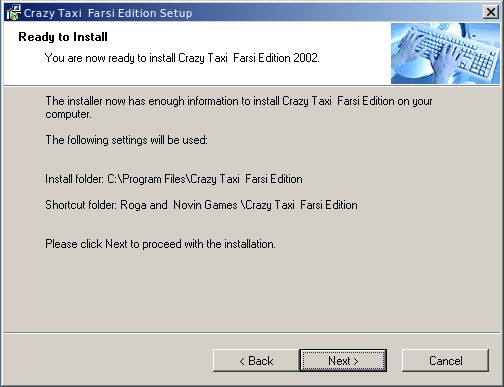 Crazy Taxi  Farsi Edition Setup
Ready to Install
You are now ready to install Crazy Taxi  Farsi Edition 2002.
The installer now has enough information to install Crazy Taxi  Farsi Edition on your
computer.
The following settings will be used:
Install folder: C:\Program Files\Crazy Taxi  Farsi Edition
Shortcut folder: Roga and  Novin Games \Crazy Taxi  Farsi Edition
Please click Next to proceed with the installation.
< Back
Next >
Cancel